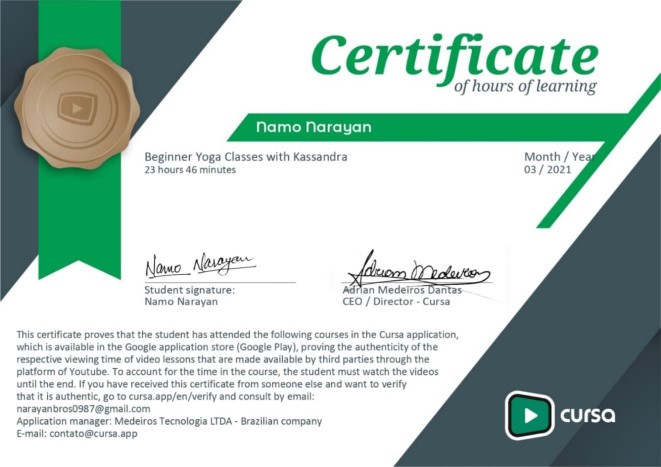 Certificate
of hours of learning
Namo Narayan
Beginner Yoga Classes with Kassandra
23 hours 46 minutes
Month / Year
03 / 2021
Namo Narayan
Adriam Medeiros
Student signature:
Namo Narayan
Adrian Medeiros Dantas
CEO / Director - Cursa
This certificate proves that the student has attended the following courses in the Cursa application,
which is available in the Google application store (Google Play), proving the authenticity of the
respective viewing time of video lessons that are made available by third parties through the
platform of Youtube. To account for the time in the course, the student must watch the videos
until the end. If you have received this certificate from someone else and want to verify
that it is authentic, go to cursa.app/en/verify and consult by email:
narayanbros0987@gmail.com
Application manager: Medeiros Tecnologia LTDA - Brazilian company
E-mail: contato@cursa.app
cursa